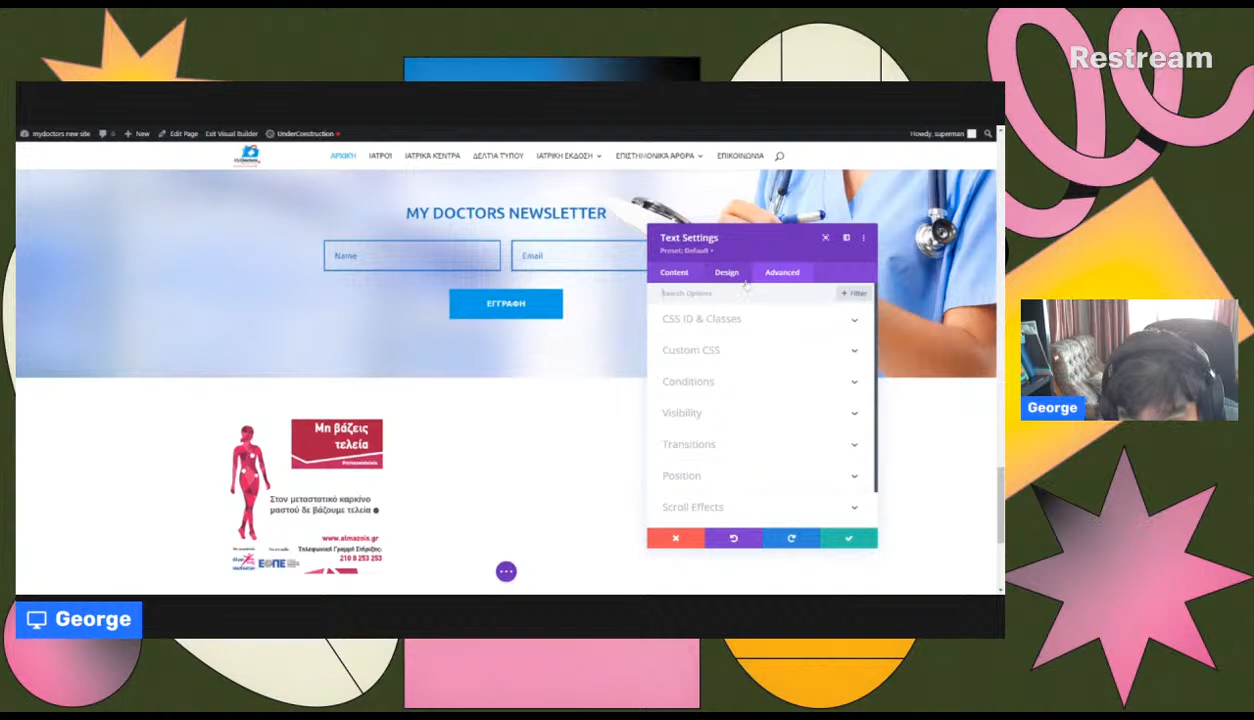 Restream
mydoctors new site
0
New
Edit Page
Exit Visual Builder
UnderConstruction
Howdy, superman
MyDoctors
ΑΡΧΙΚΗ
ΙΑΤΡΟΙ
ΙΑΤΡΙΚΑ ΚΕΝΤΡΑ
ΔΕΛΤΙΑ ΤΥΠΟΥ
ΙΑΤΡΙΚΗ ΕΚΔΟΣΗ
ΕΠΙΣΤΗΜΟΝΙΚΑ ΑΡΘΡΑ
ΕΠΙΚΟΙΝΩΝΙΑ
MY DOCTORS NEWSLETTER
Name
Email
ΕΓΓΡΑΦΗ
Text Settings
Preset: Default
Content
Design
Advanced
Search Options
+ Filter
CSS ID & Classes
Custom CSS
Conditions
Visibility
Transitions
Position
Scroll Effects
Μη βάζεις
τελεία
Στον μεταστατικό καρκίνο
μαστού δε βάζουμε τελεία
www.almazois.gr
Τηλεφωνική Γραμμή Στήριξης:
210 8 253 253
ΕΟΠΕ
George
George